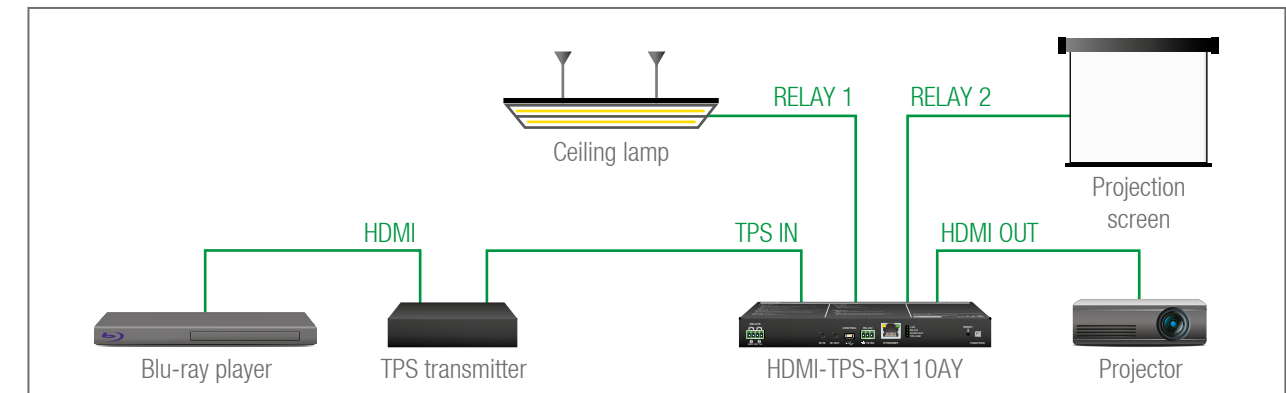 RELAY 1
RELAY 2
Ceiling lamp
Projection
screen
HDMI
TPS IN
HDMI OUT
Blu-ray player
TPS transmitter
HDMI-TPS-RX110AY
Projector